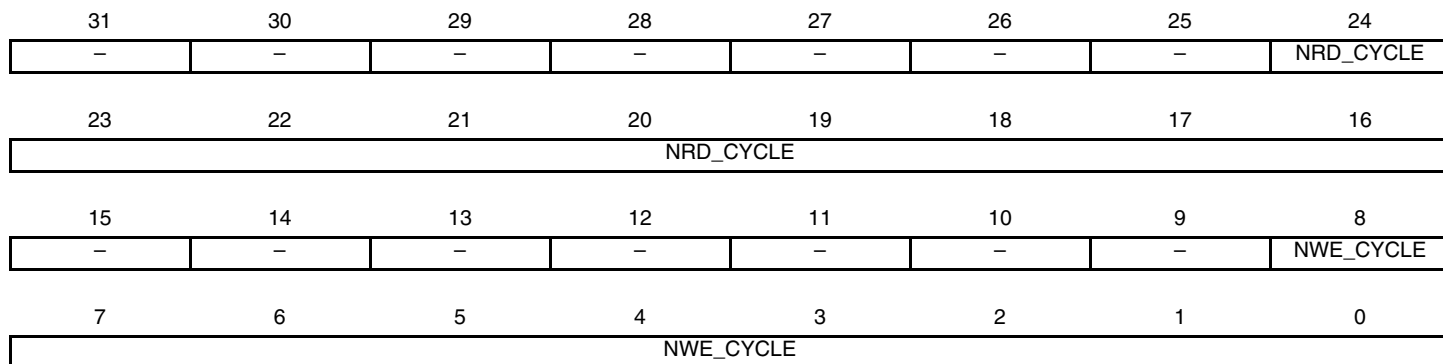 31 30 29 28 27 26 25 24
– – – – – – – NRD_CYCLE
23 22 21 20 19 18 17 16
NRD_CYCLE
15 14 13 12 11 10 9 8
– – – – – – – NWE_CYCLE
7 6 5 4 3 2 1 0
NWE_CYCLE